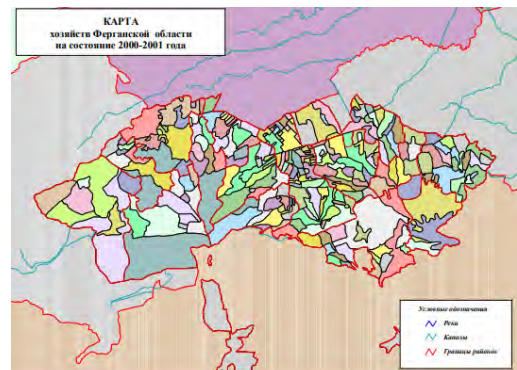 КАРТА
хозяйств Ферганской области
на состояние 2000-2001 года
Условные обозначения
Реки
Каналы
Границы районов